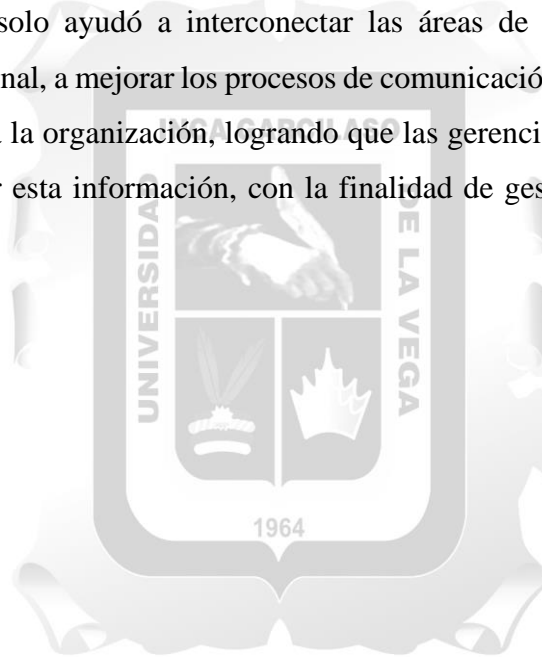 solo ayudó a interconectar las áreas de
nal, a mejorar los procesos de comunicació
a la organización, logrando que las gerenci
r esta información, con la finalidad de ges
INCA GARCILASO
UNIVERSIDAD
DE LA VEGA
1964